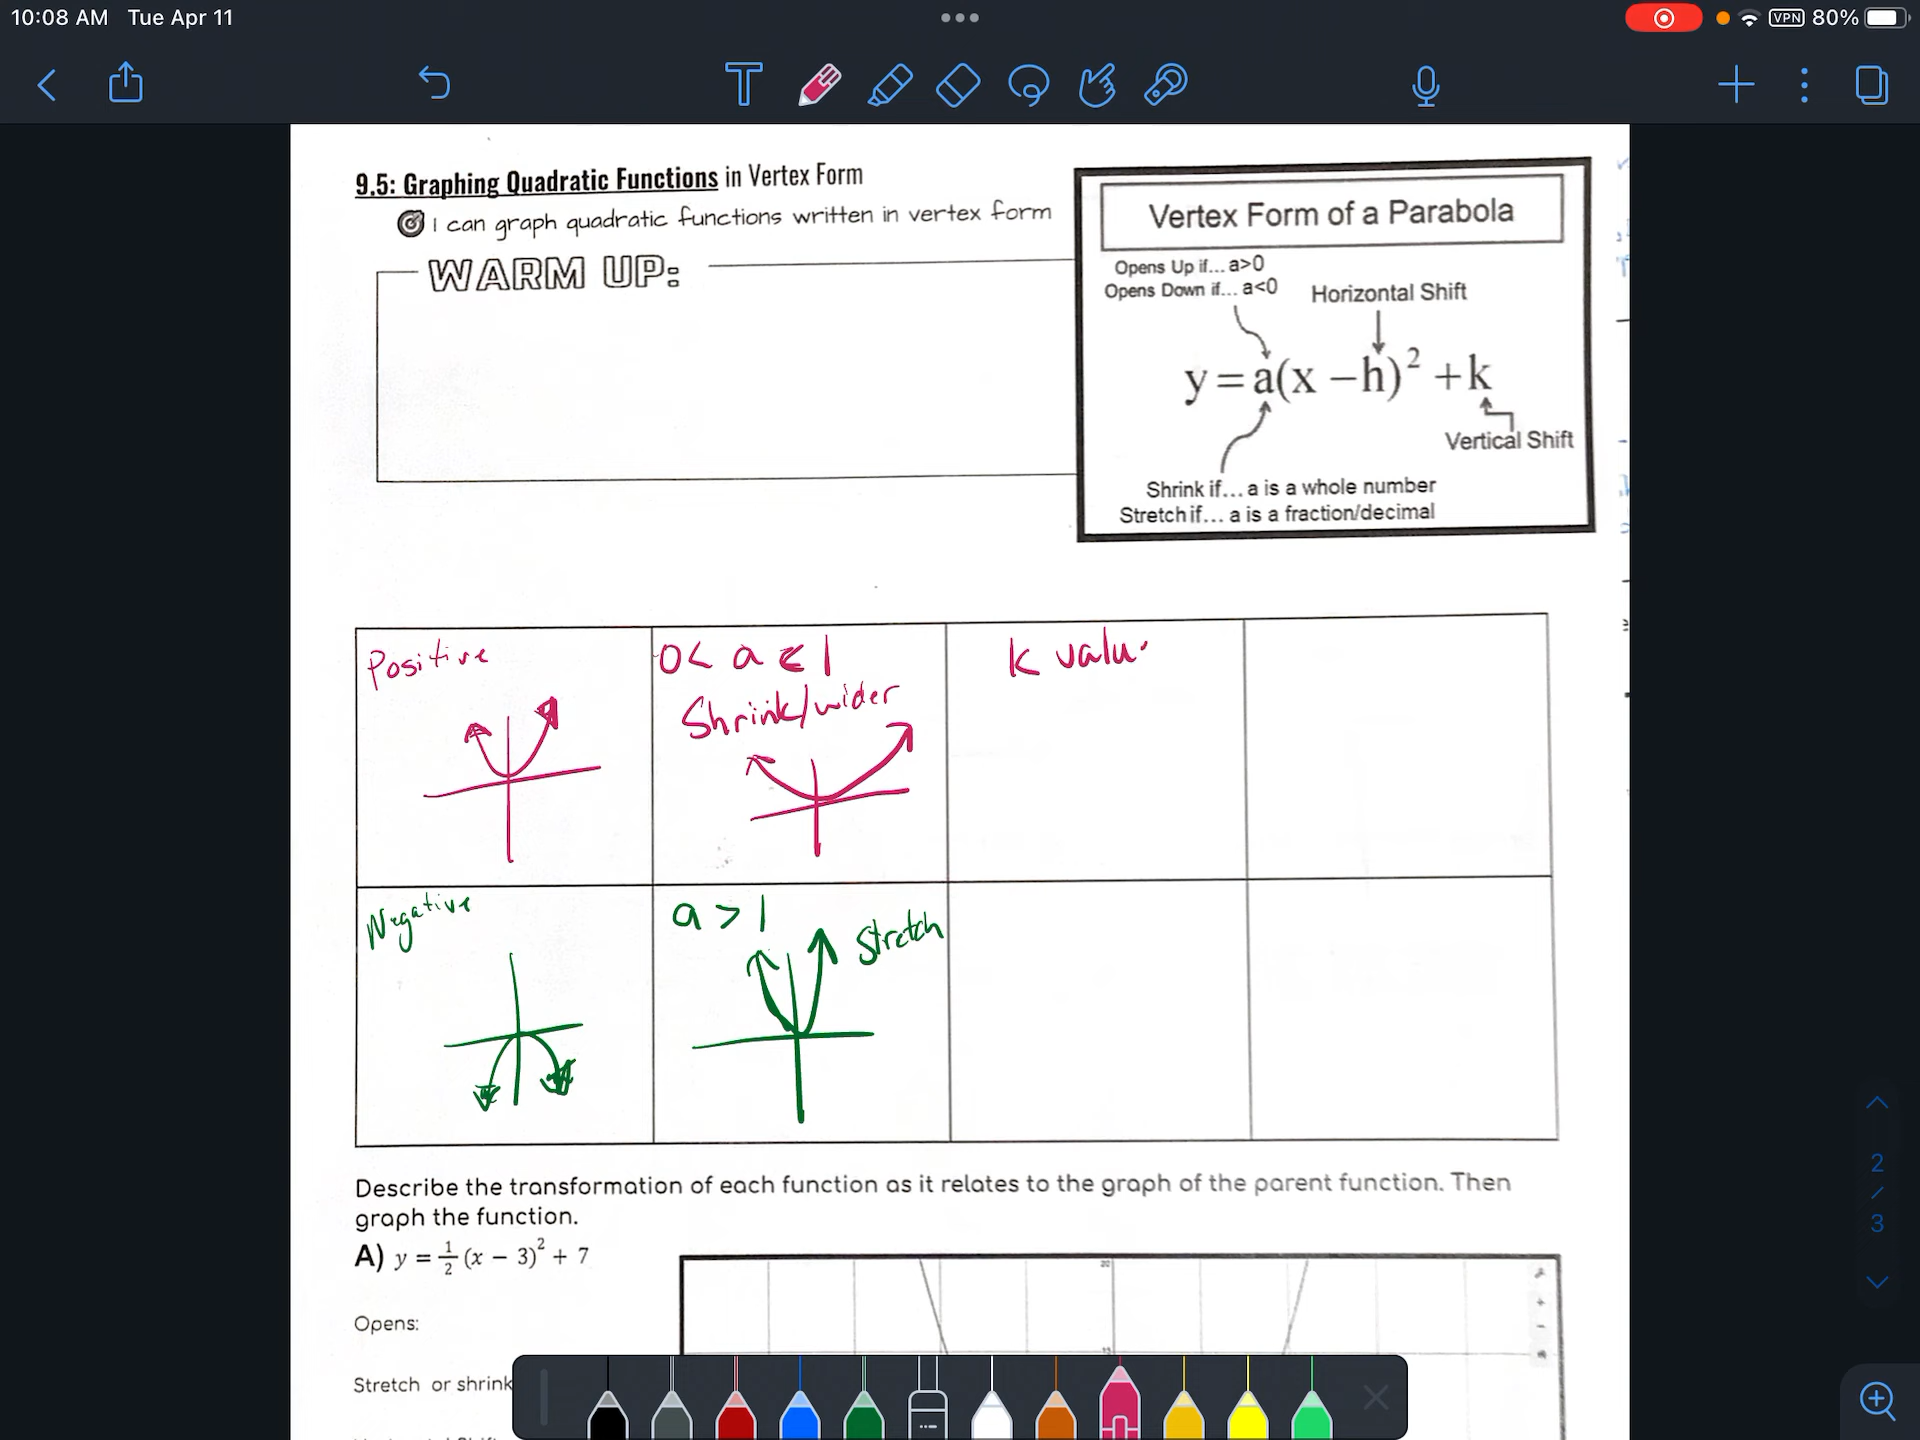 10:08 AM Tue Apr 11
VPN 80%
9.5: Graphing Quadratic Functions in Vertex Form
I can graph quadratic functions written in vertex form
WARM UP:
Vertex Form of a Parabola
Opens Up if... a>0
Opens Down if... a<0
Horizontal Shift
y = a(x – h)² + k
Vertical Shift
Shrink if... a is a whole number
Stretch if... a is a fraction/decimal
Positive
0 < a < 1
Shrink/wider
K valu
Negative
a > 1
Stretch
Describe the transformation of each function as it relates to the graph of the parent function. Then
graph the function.
A) y = 1/2 (x − 3)² + 7
20
Opens:
15
Stretch or shrink
2
/
3